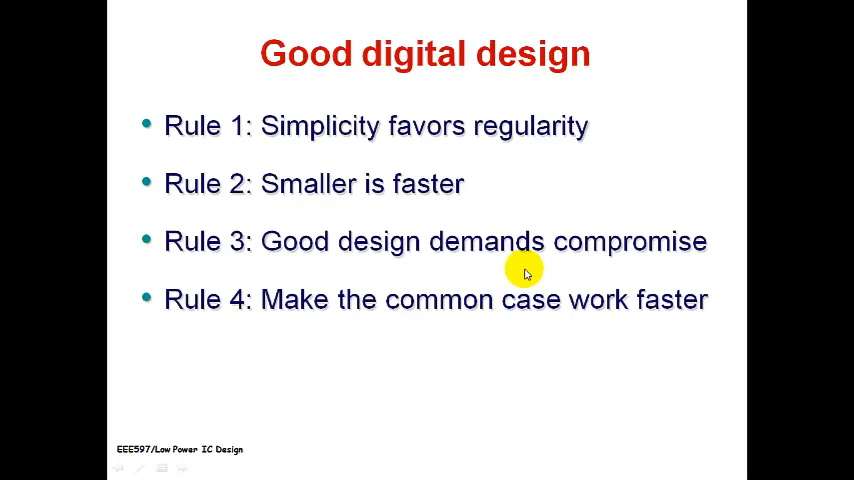 Good digital design
• Rule 1: Simplicity favors regularity
• Rule 2: Smaller is faster
• Rule 3: Good design demands compromise
• Rule 4: Make the common case work faster
EEE597/Low Power IC Design